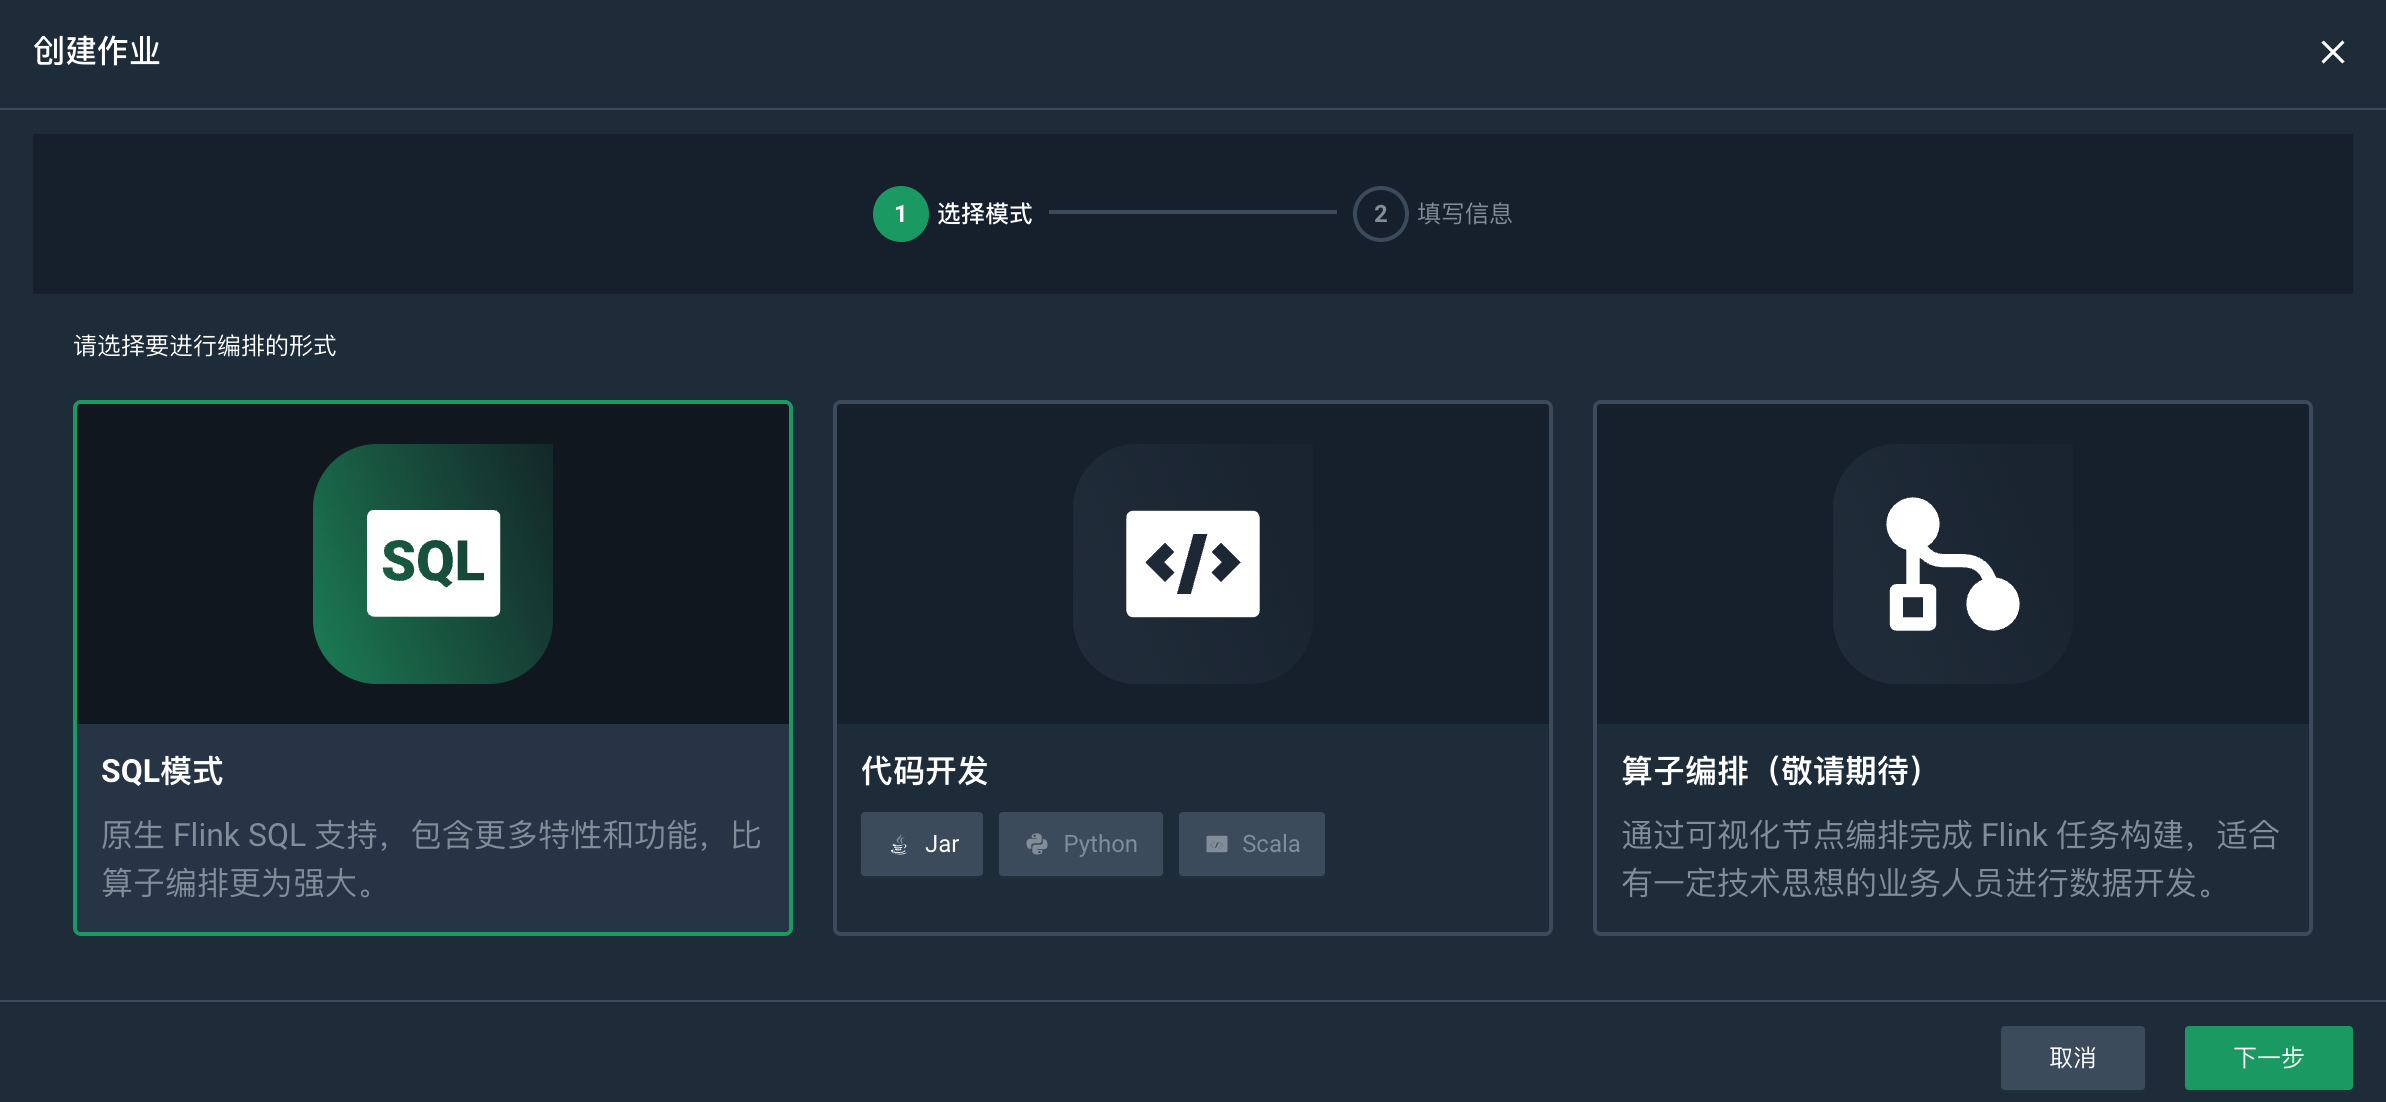 创建作业
1 选择模式 2 填写信息
请选择要进行编排的形式
SQL
SQL模式
原生 Flink SQL 支持，包含更多特性和功能，比
算子编排更为强大。
代码开发
Jar Python Scala
算子编排（敬请期待）
通过可视化节点编排完成 Flink 任务构建，适合
有一定技术思想的业务人员进行数据开发。
取消 下一步